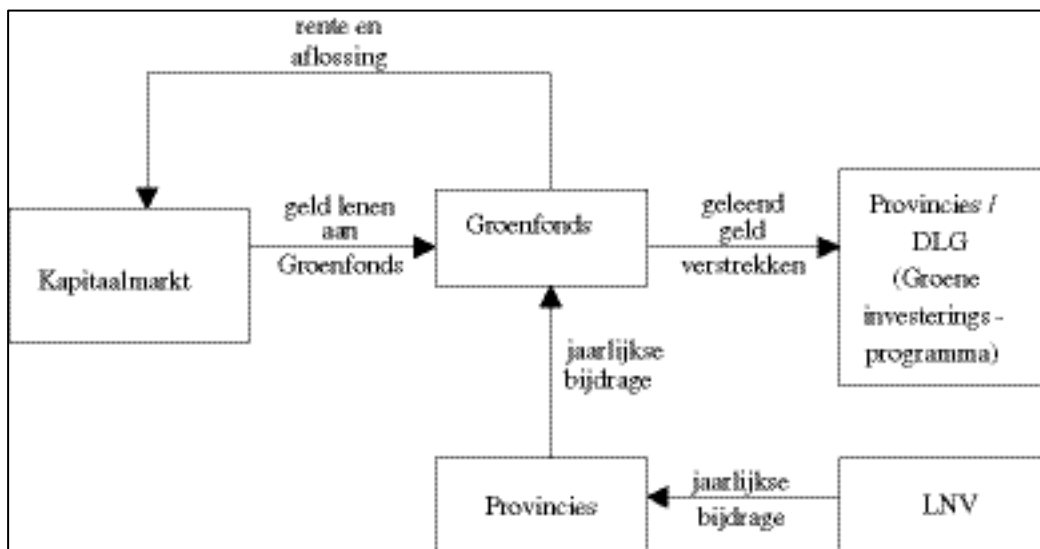 rente en
aflossing
geld lenen
aan
Groenfonds
Kapitaalmarkt
Groenfonds
geleend
geld
verstrekken
Provincies /
DLG
(Groene
investerings-
programma)
jaarlijkse
bijdrage
Provincies
jaarlijkse
bijdrage
LNV